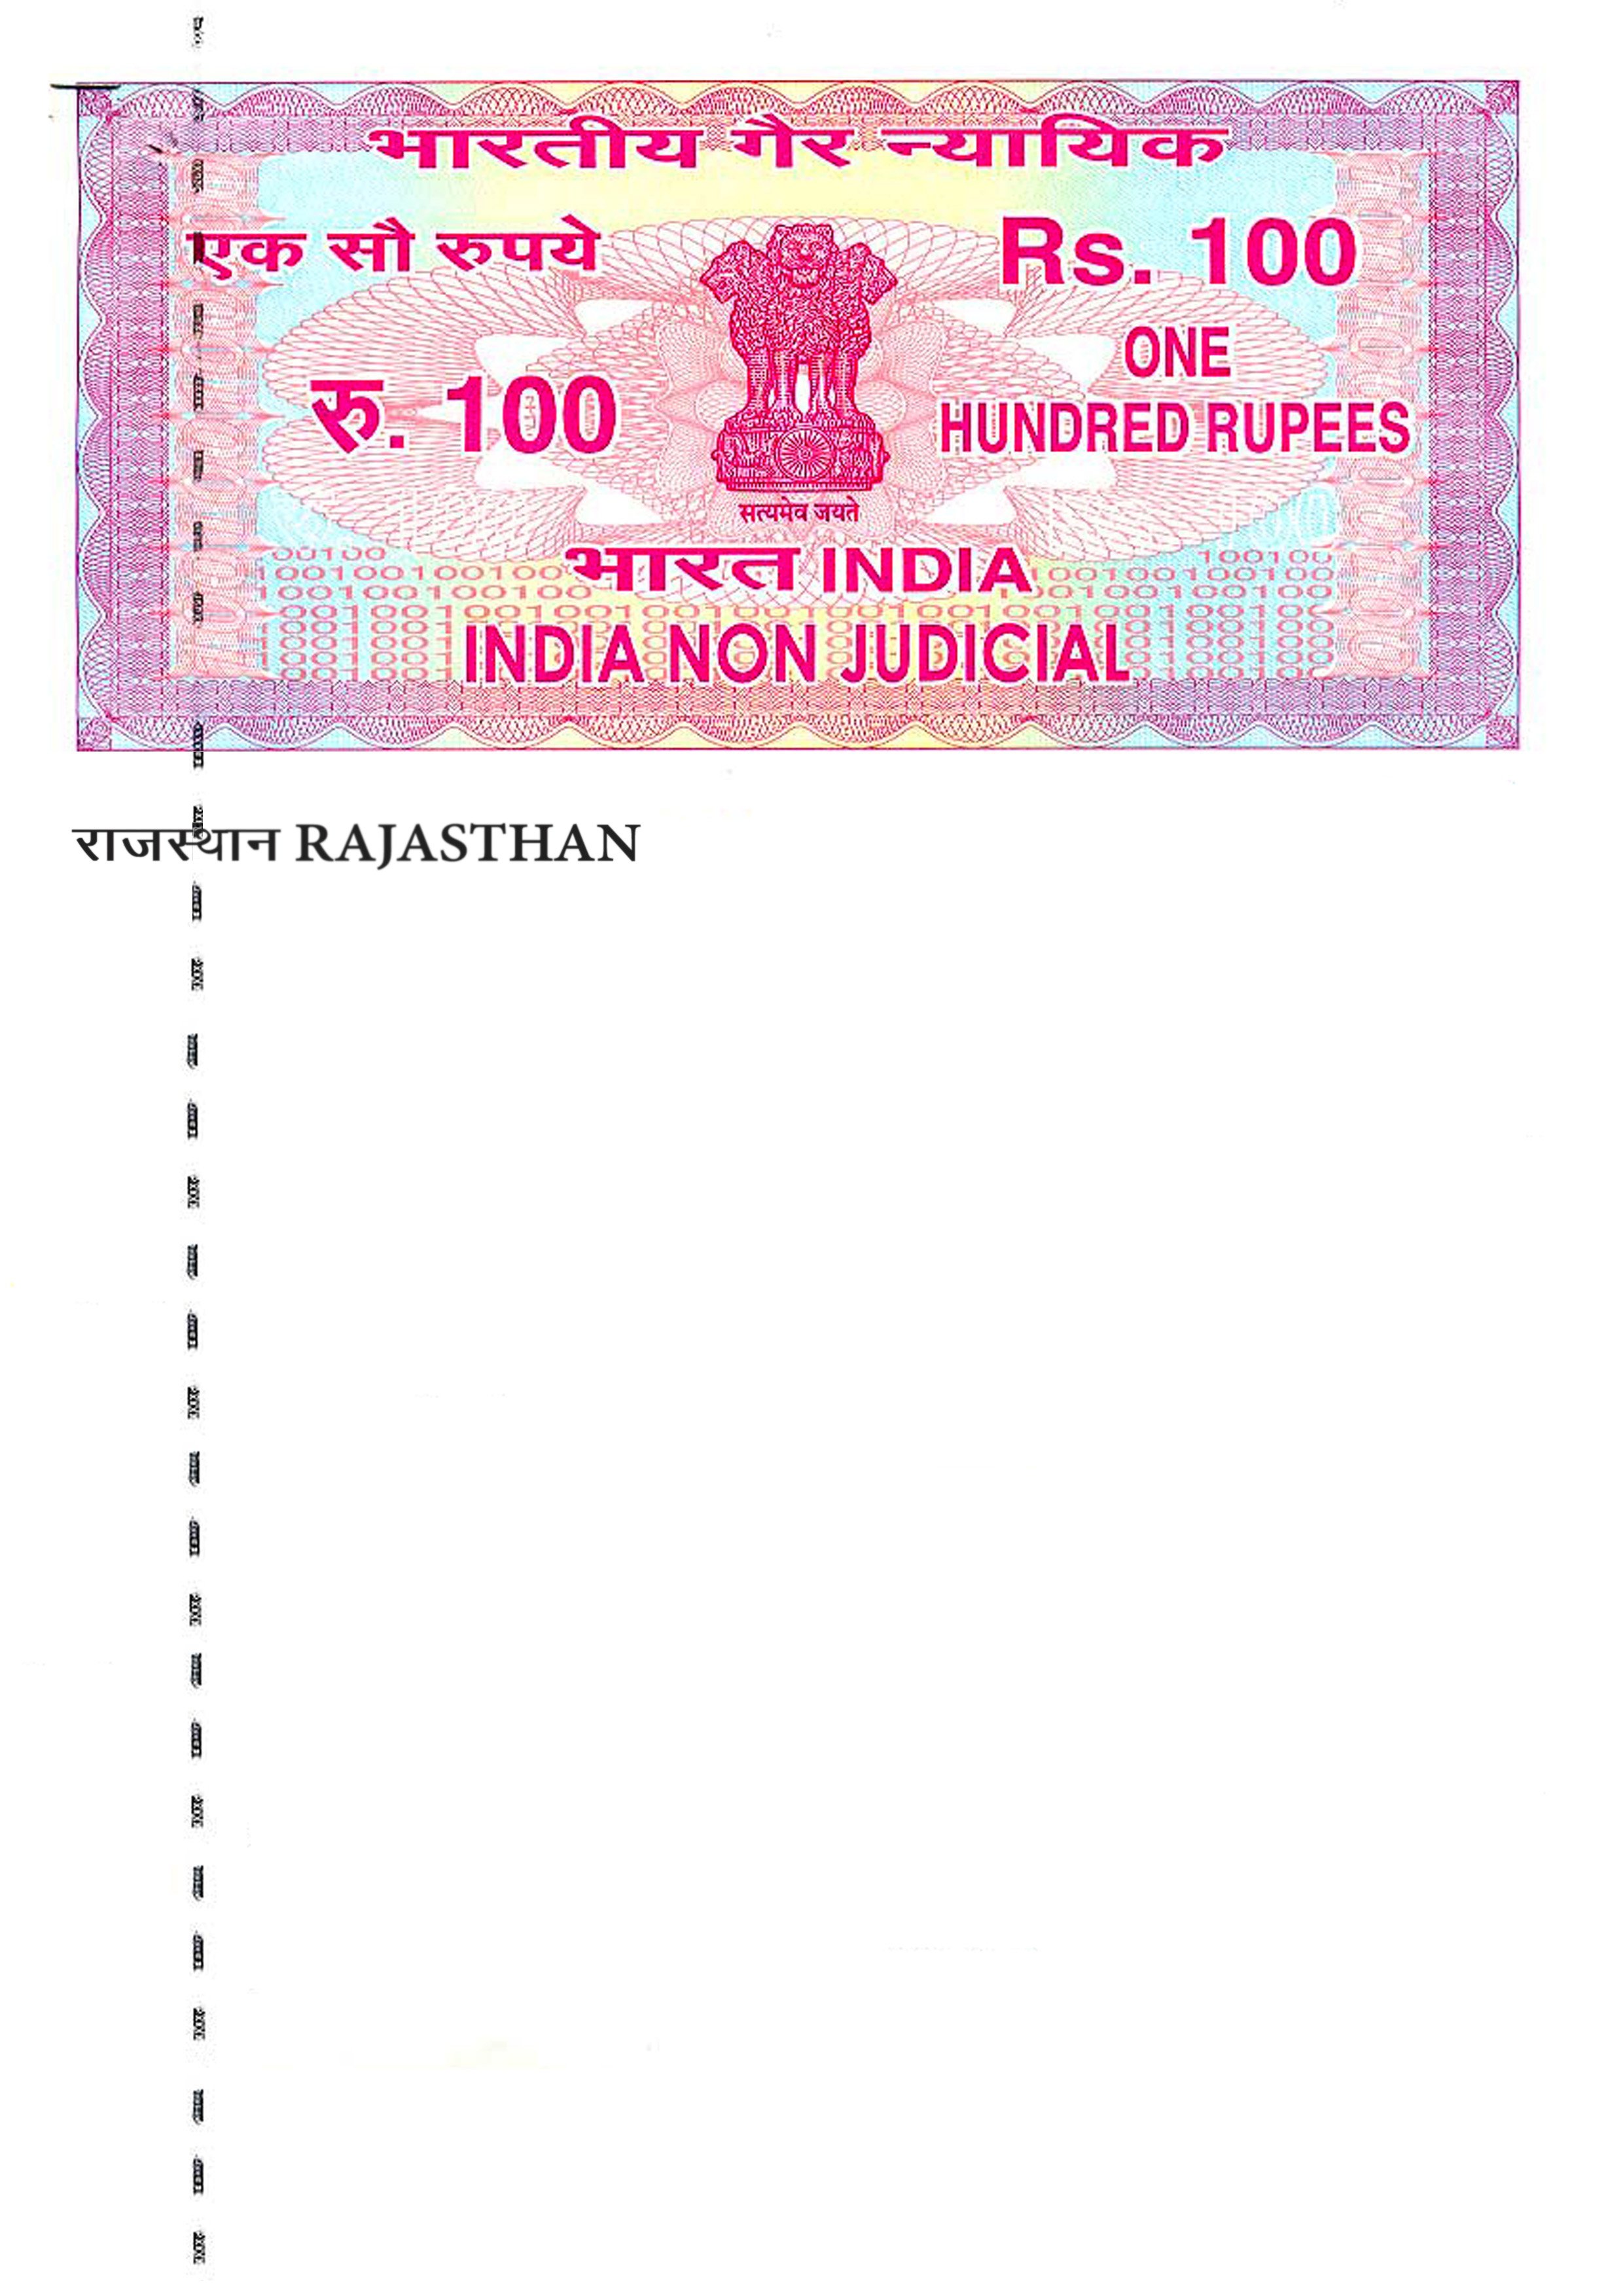 भारतीय गैर न्यायिक
एक सौ रुपये
Rs. 100
रु. 100
ONE
HUNDRED RUPEES
सत्यमेव जयते
भारत INDIA
INDIA NON JUDICIAL
राजस्थान RAJASTHAN